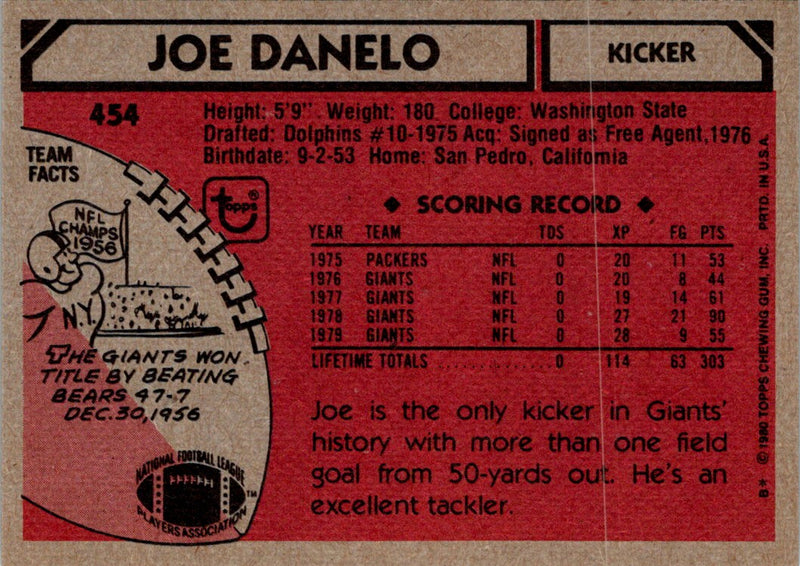 JOE DANELO
KICKER
454
Height: 5'9" Weight: 180 College: Washington State
Drafted: Dolphins #10-1975 Acq: Signed as Free Agent, 1976
Birthdate: 9-2-53 Home: San Pedro, California
TEAM
FACTS
NFL
CHAMPS
1956
N.Y.
THE GIANTS WON
TITLE BY BEATING
BEARS 47-7
DEC. 30, 1956
NATIONAL FOOTBALL LEAGUE
PLAYERS ASSOCIATION™
Topps®
◆ SCORING RECORD ◆
YEAR TEAM TDS XP FG PTS
1975 PACKERS NFL 0 20 11 53
1976 GIANTS NFL 0 20 8 44
1977 GIANTS NFL 0 19 14 61
1978 GIANTS NFL 0 27 21 90
1979 GIANTS NFL 0 28 9 55
LIFETIME TOTALS 0 114 63 303
Joe is the only kicker in Giants'
history with more than one field
goal from 50-yards out. He's an
excellent tackler.
B* © 1980 TOPPS CHEWING GUM, INC. PRTD. IN U.S.A.